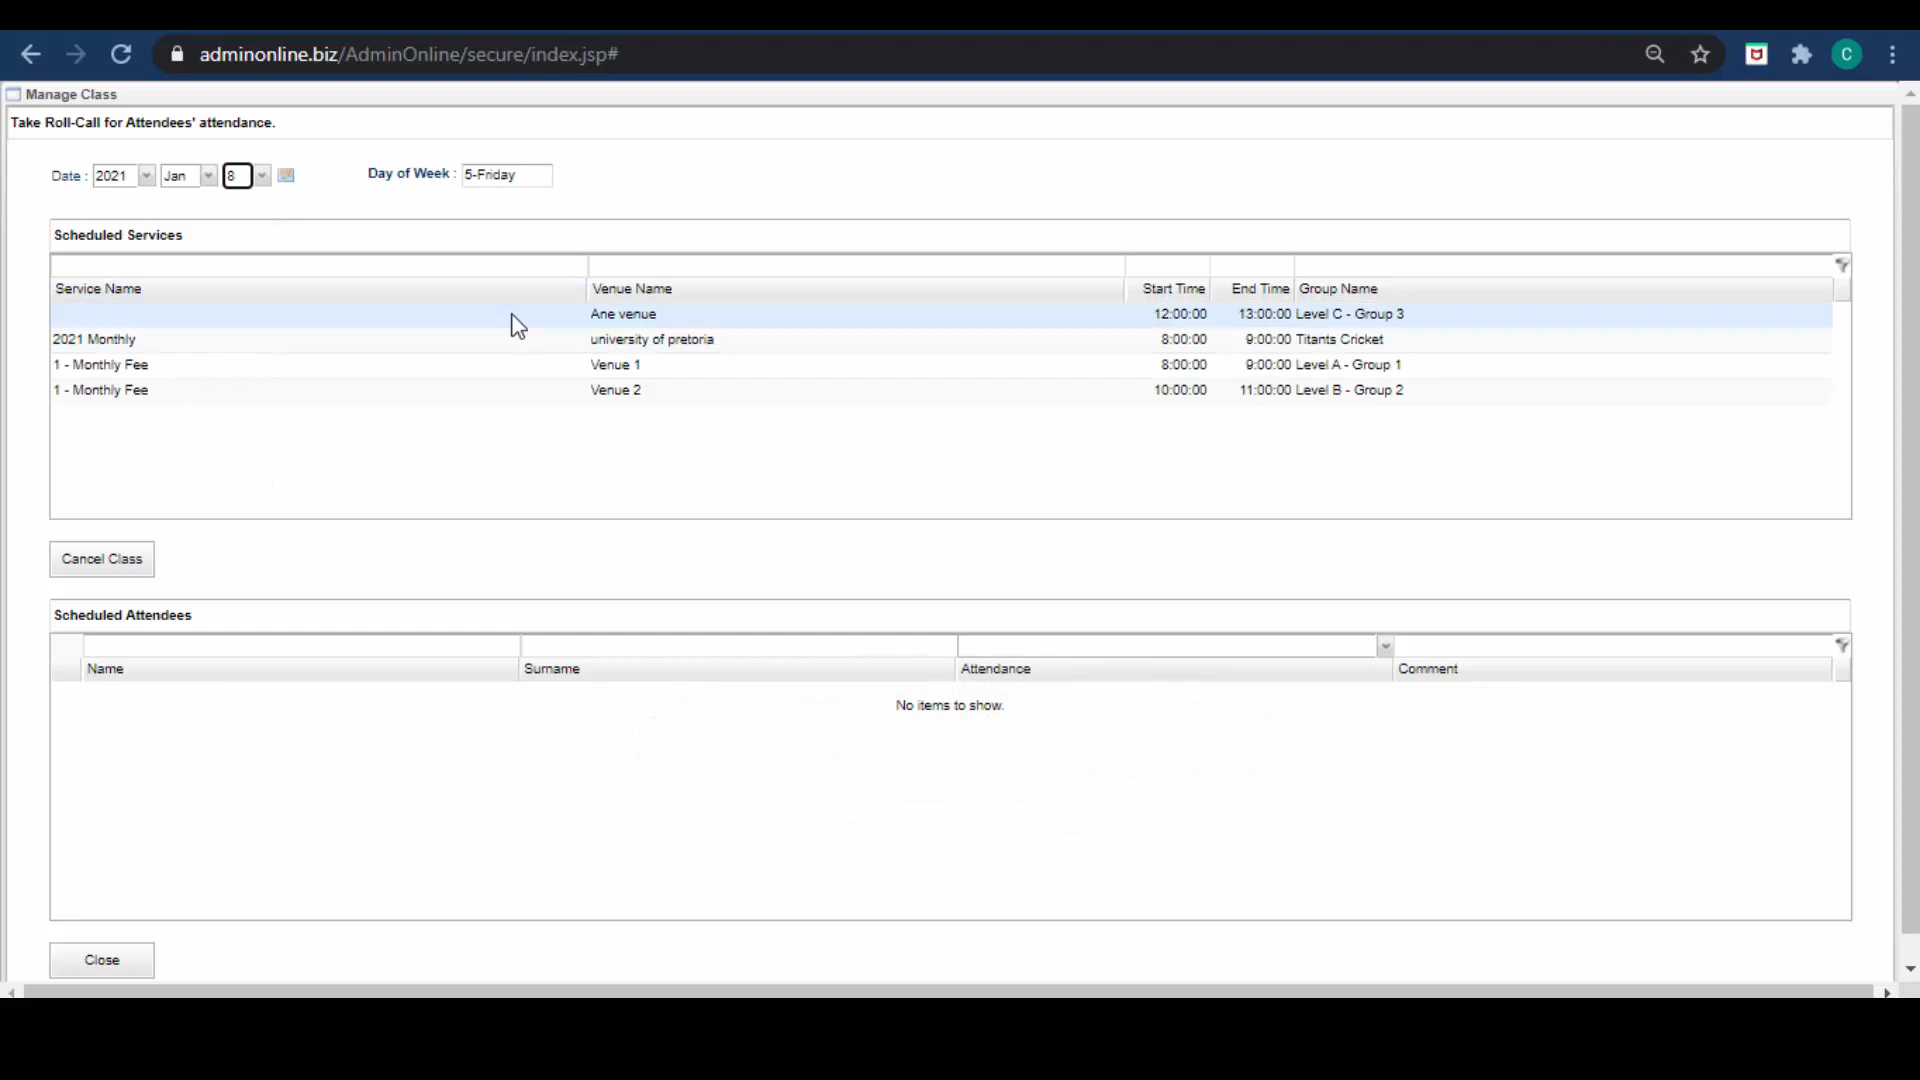 adminonline.biz/AdminOnline/secure/index.jsp#
C
Manage Class
Take Roll-Call for Attendees' attendance.
Date : 2021 Jan 8 Day of Week : 5-Friday
Scheduled Services
Service Name Venue Name Start Time End Time Group Name
Ane venue 12:00:00 13:00:00 Level C - Group 3
2021 Monthly university of pretoria 8:00:00 9:00:00 Titants Cricket
1 - Monthly Fee Venue 1 8:00:00 9:00:00 Level A - Group 1
1 - Monthly Fee Venue 2 10:00:00 11:00:00 Level B - Group 2
Cancel Class
Scheduled Attendees
Name Surname Attendance Comment
No items to show.
Close